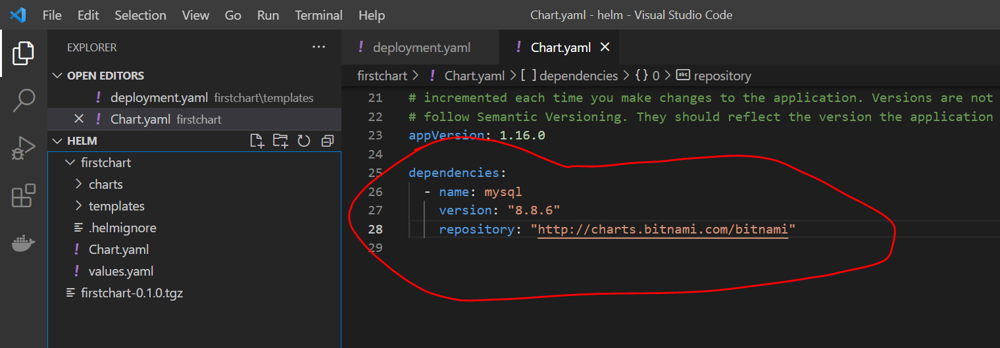 File Edit Selection View Go Run Terminal Help Chart.yaml - helm - Visual Studio Code
EXPLORER ...
OPEN EDITORS
! deployment.yaml firstchart\templates
! Chart.yaml firstchart
HELM
firstchart
charts
templates
.helmignore
! Chart.yaml
! values.yaml
firstchart-0.1.0.tgz
! deployment.yaml ! Chart.yaml
firstchart > ! Chart.yaml > [ ] dependencies > {} 0 > abc repository
21 # incremented each time you make changes to the application. Versions are not
22 # follow Semantic Versioning. They should reflect the version the application
23 appVersion: 1.16.0
24
25 dependencies:
26 - name: mysql
27 version: "8.8.6"
28 repository: "http://charts.bitnami.com/bitnami"
29